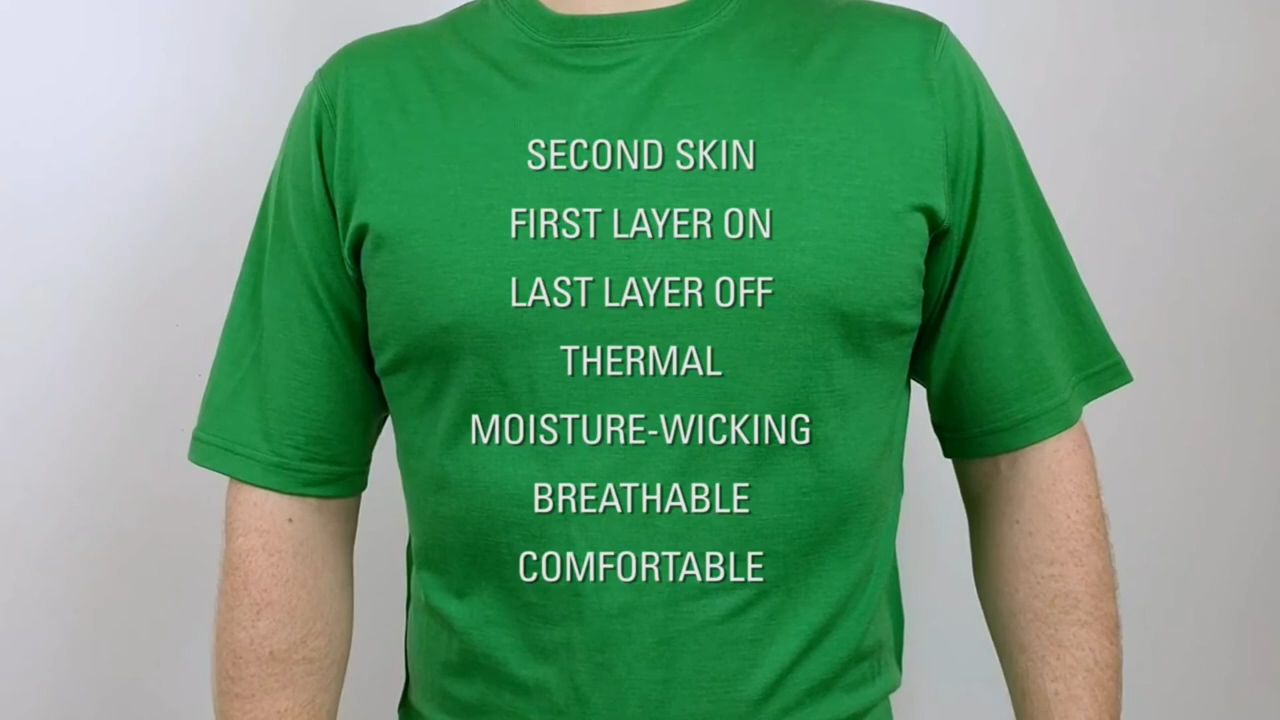 SECOND SKIN
FIRST LAYER ON
LAST LAYER OFF
THERMAL
MOISTURE-WICKING
BREATHABLE
COMFORTABLE